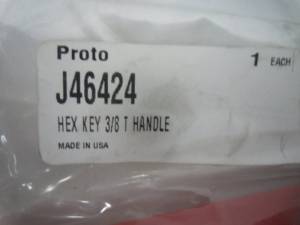 Proto 1 EACH
J46424
HEX KEY 3/8 T HANDLE
MADE IN USA